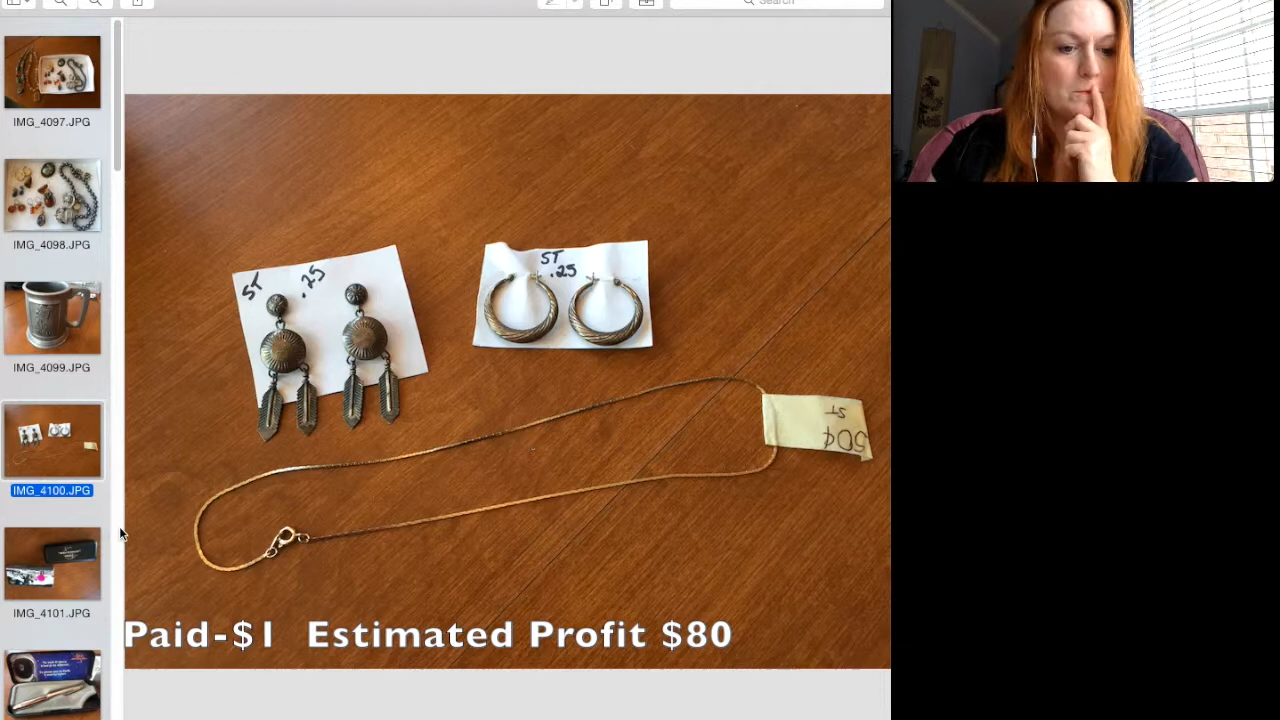 Search
IMG_4097.JPG
IMG_4098.JPG
IMG_4099.JPG
IMG_4100.JPG
IMG_4101.JPG
ST .25
ST
.25
ST
50¢
Paid-$1 Estimated Profit $80